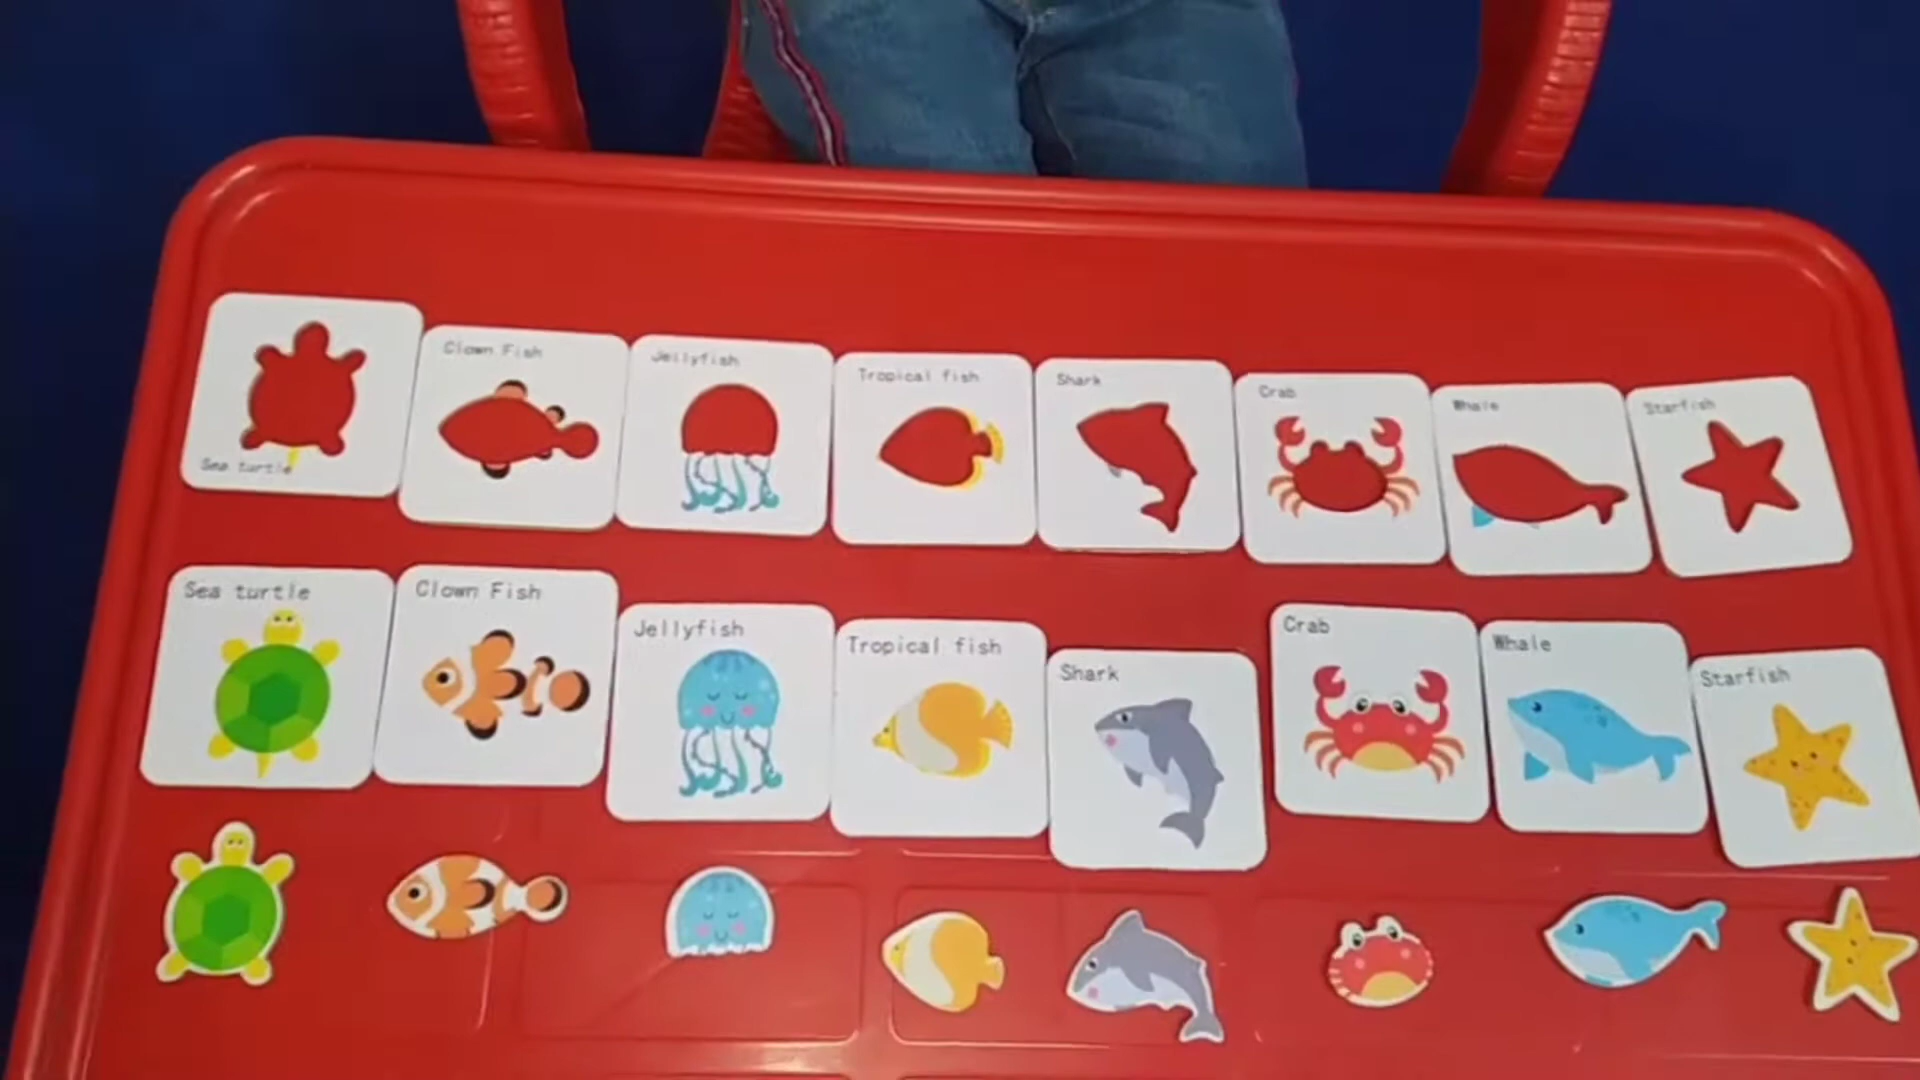 Sea turtle
Clown Fish
Jellyfish
Tropical fish
Shark
Crab
Whale
Starfish
Sea turtle
Clown Fish
Jellyfish
Tropical fish
Shark
Crab
Whale
Starfish